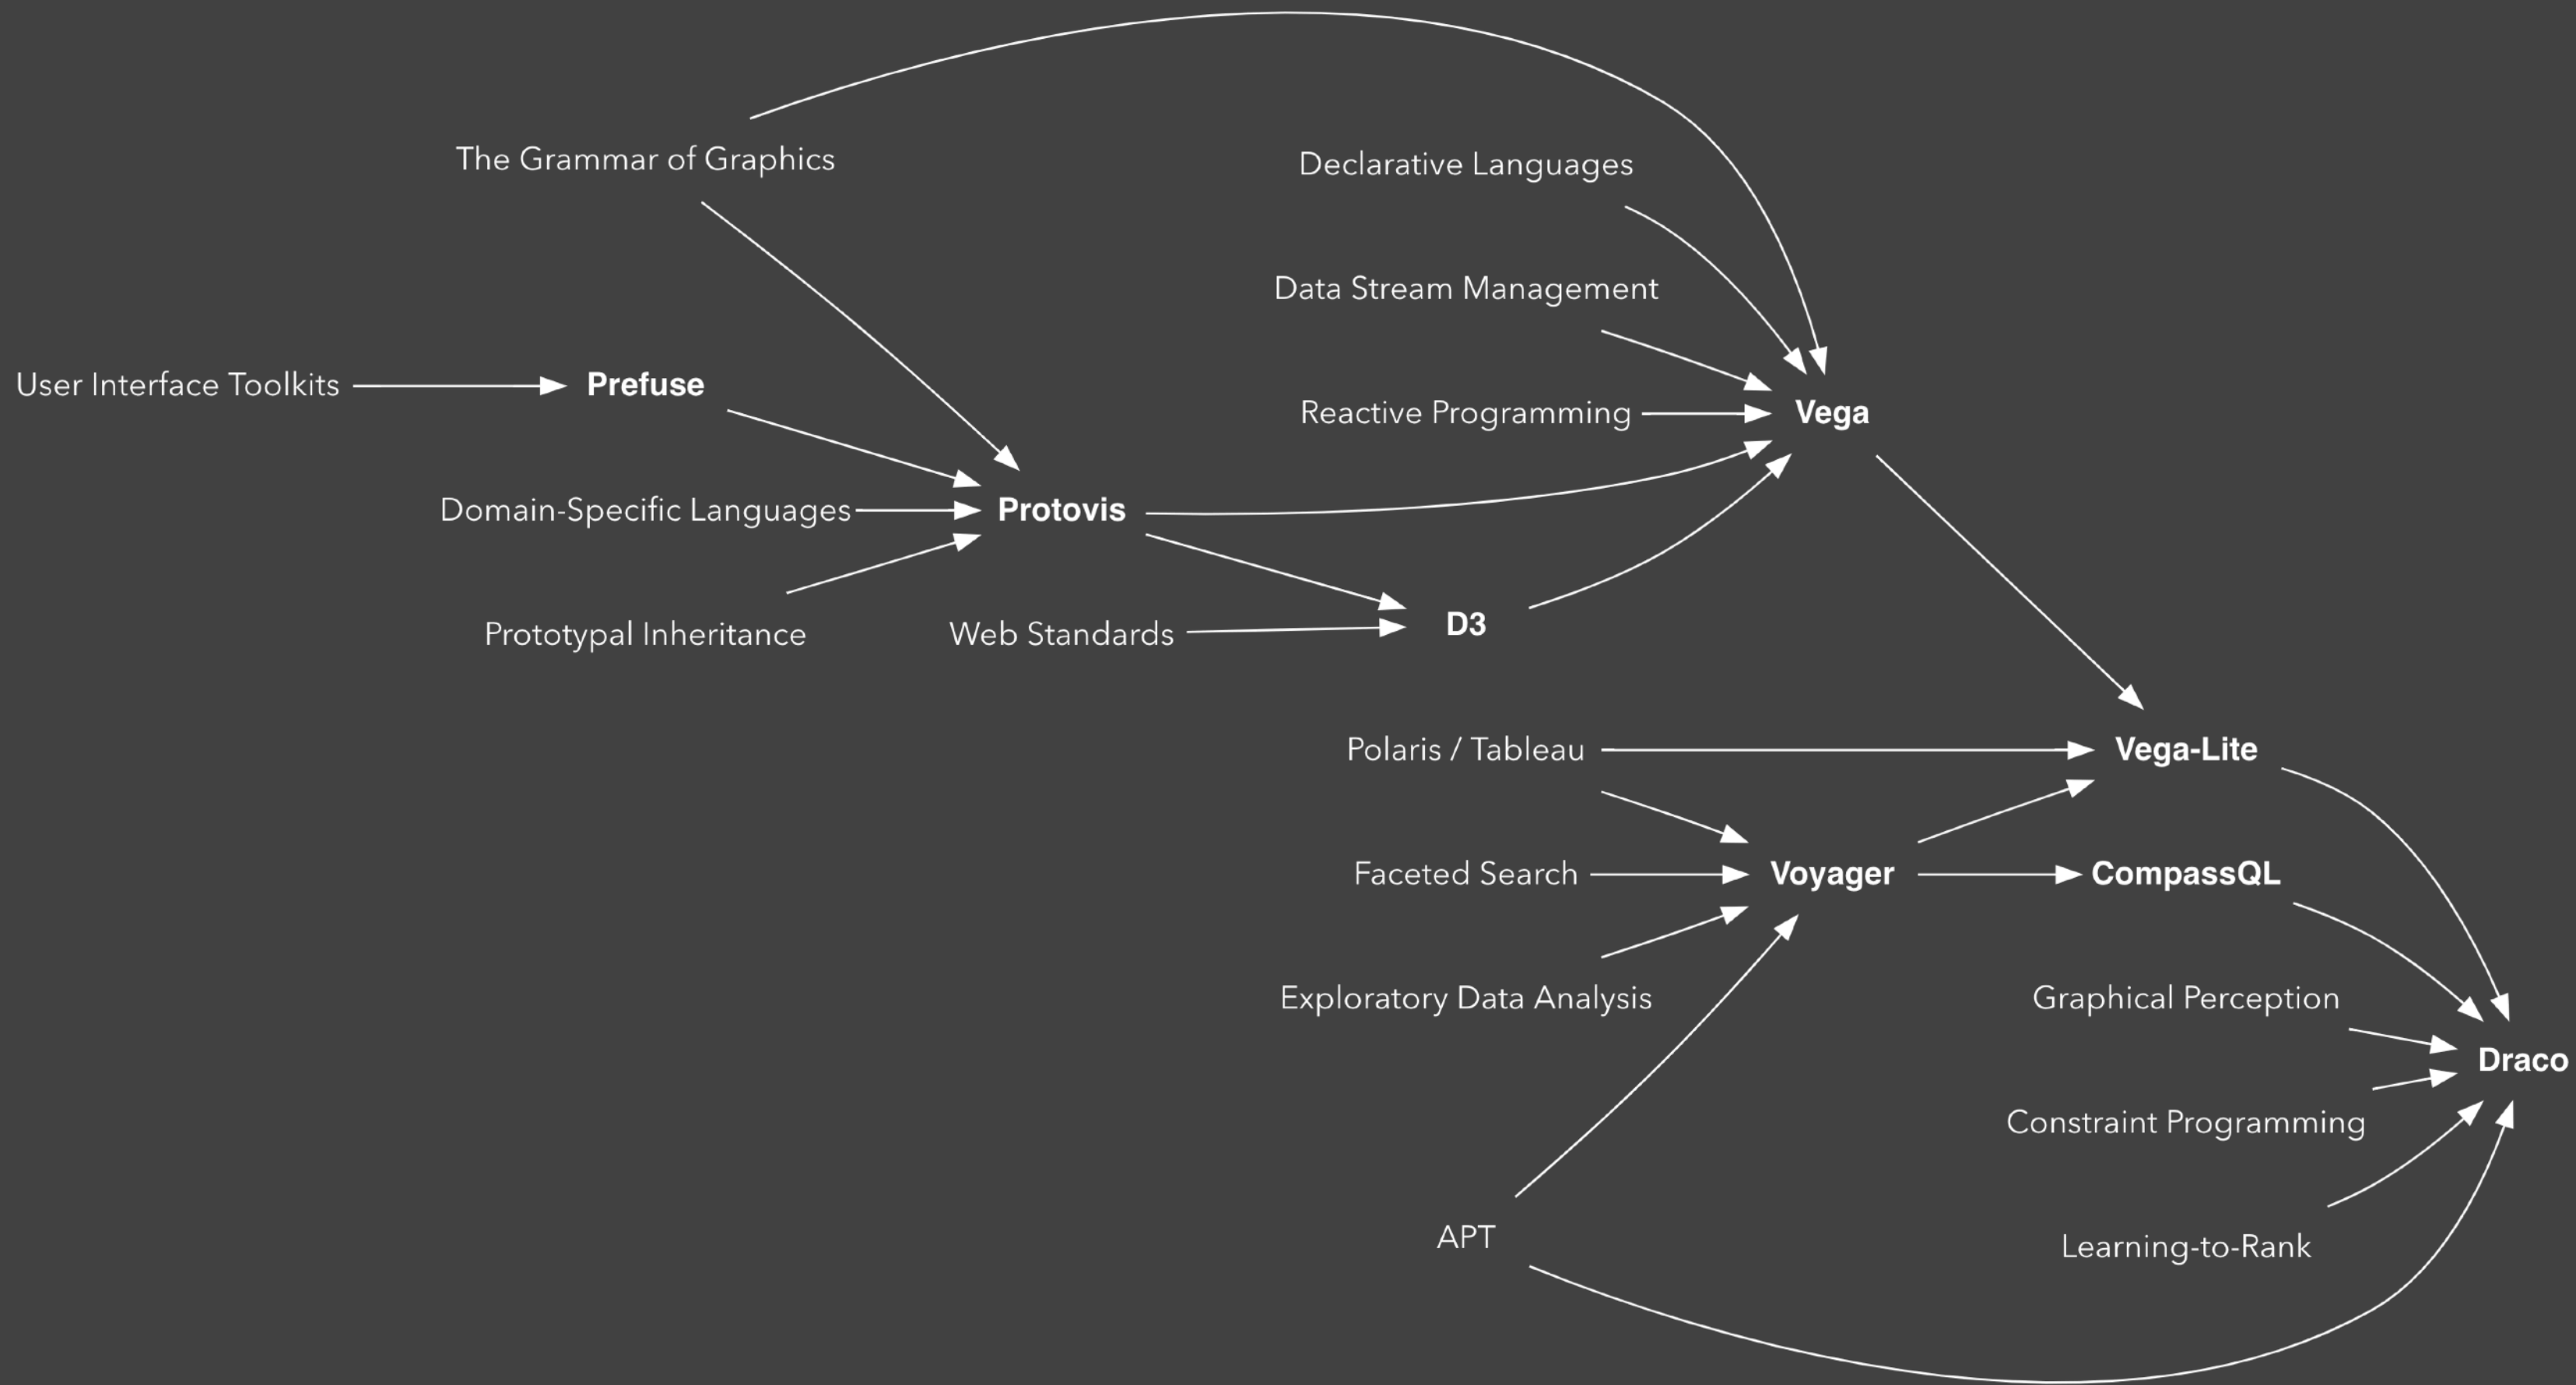 The Grammar of Graphics
Declarative Languages
Data Stream Management
User Interface Toolkits
Prefuse
Reactive Programming
Vega
Domain-Specific Languages
Protovis
Prototypal Inheritance
Web Standards
D3
Polaris / Tableau
Vega-Lite
Faceted Search
Voyager
CompassQL
Exploratory Data Analysis
Graphical Perception
Draco
Constraint Programming
APT
Learning-to-Rank